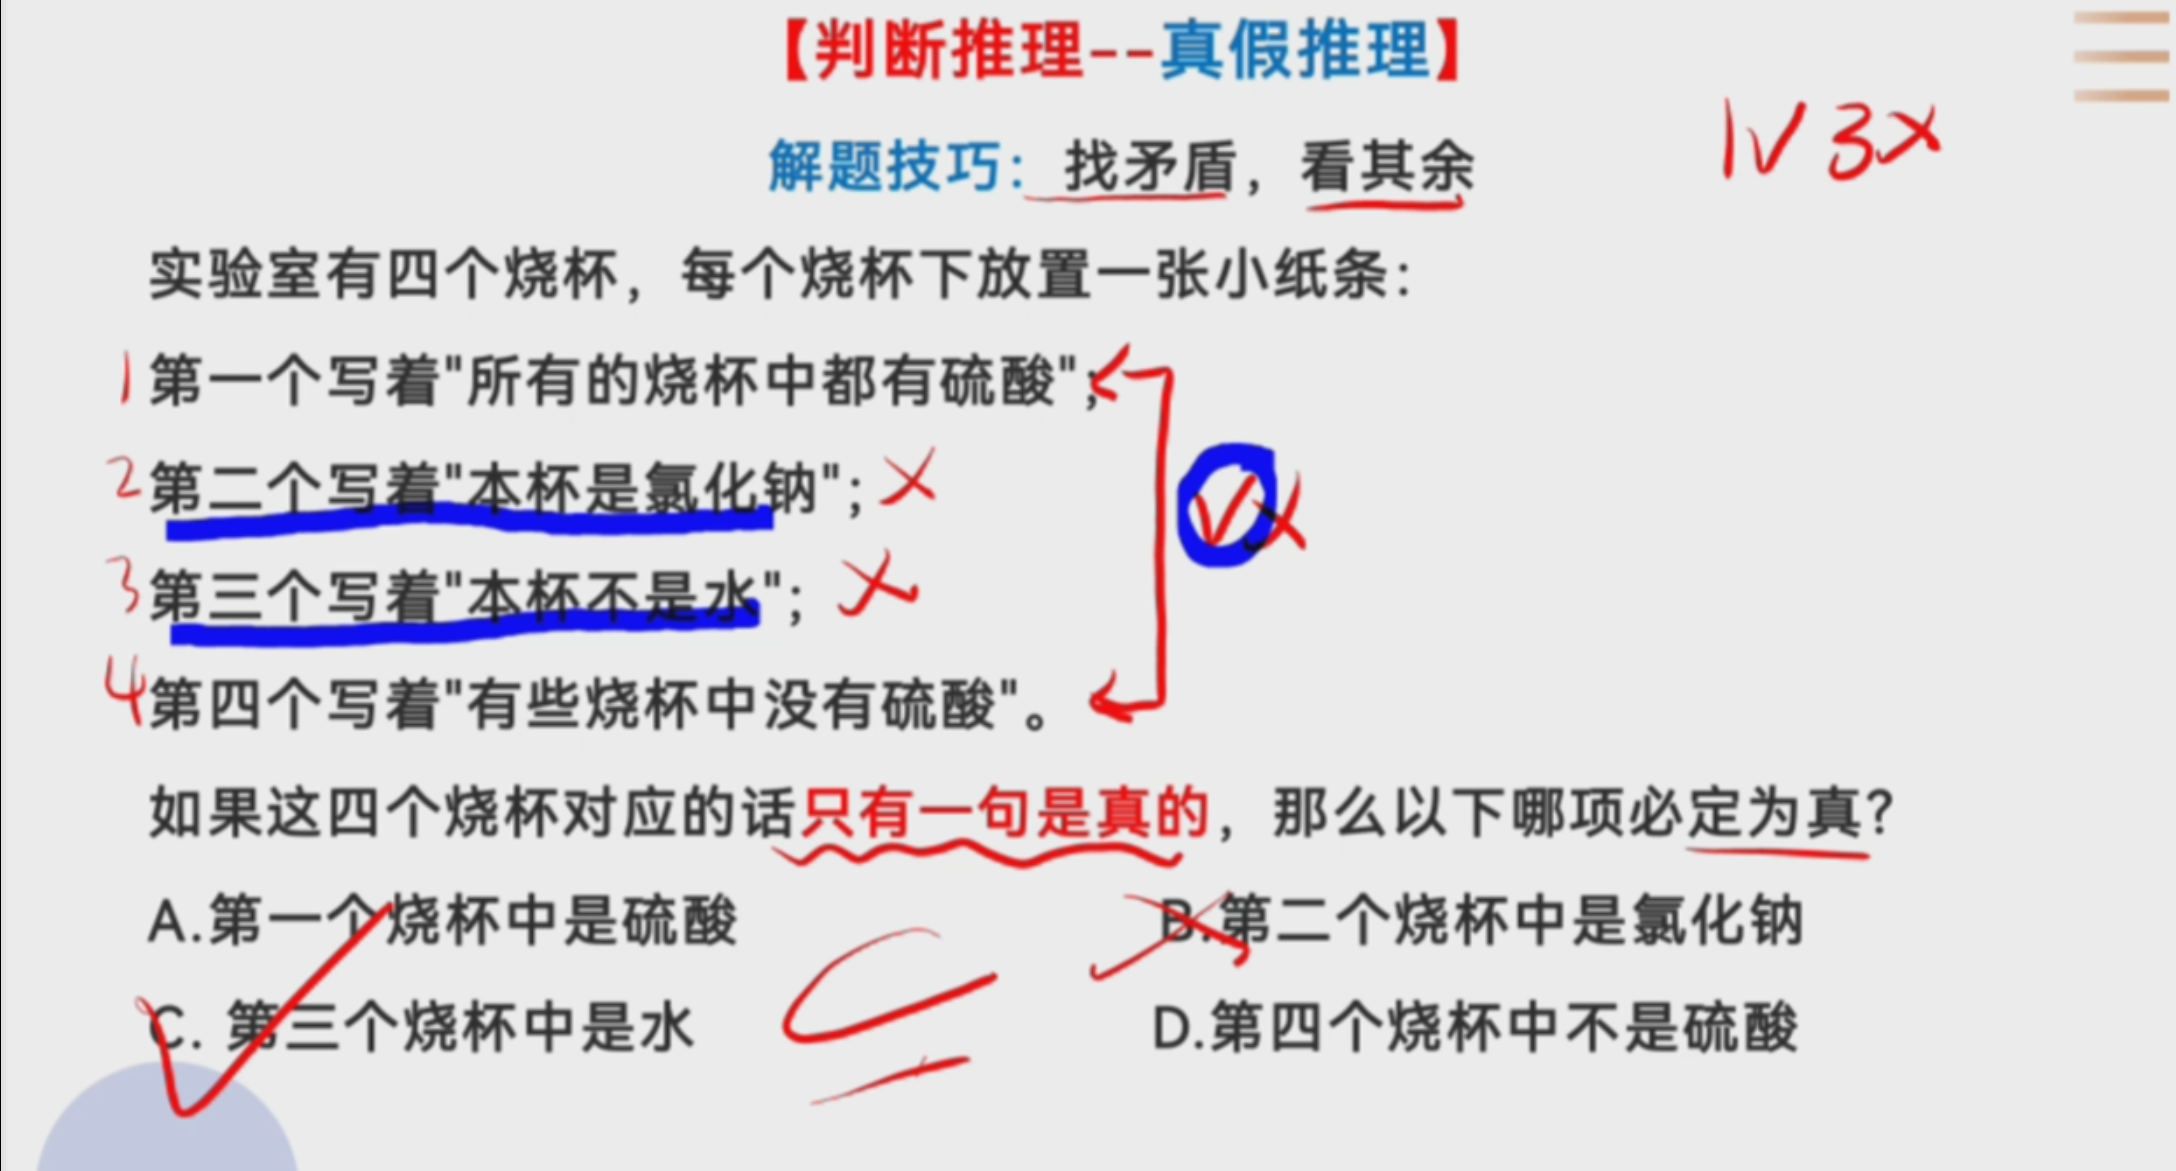 【判断推理--真假推理】
解题技巧：找矛盾，看其余
1√ 3×
实验室有四个烧杯，每个烧杯下放置一张小纸条：
1 第一个写着"所有的烧杯中都有硫酸"；
2 第二个写着"本杯是氯化钠"；×
3 第三个写着"本杯不是水"；×
4 第四个写着"有些烧杯中没有硫酸"。
√×
如果这四个烧杯对应的话只有一句是真的，那么以下哪项必定为真？
A.第一个烧杯中是硫酸
B.第二个烧杯中是氯化钠
C. 第三个烧杯中是水
C
D.第四个烧杯中不是硫酸